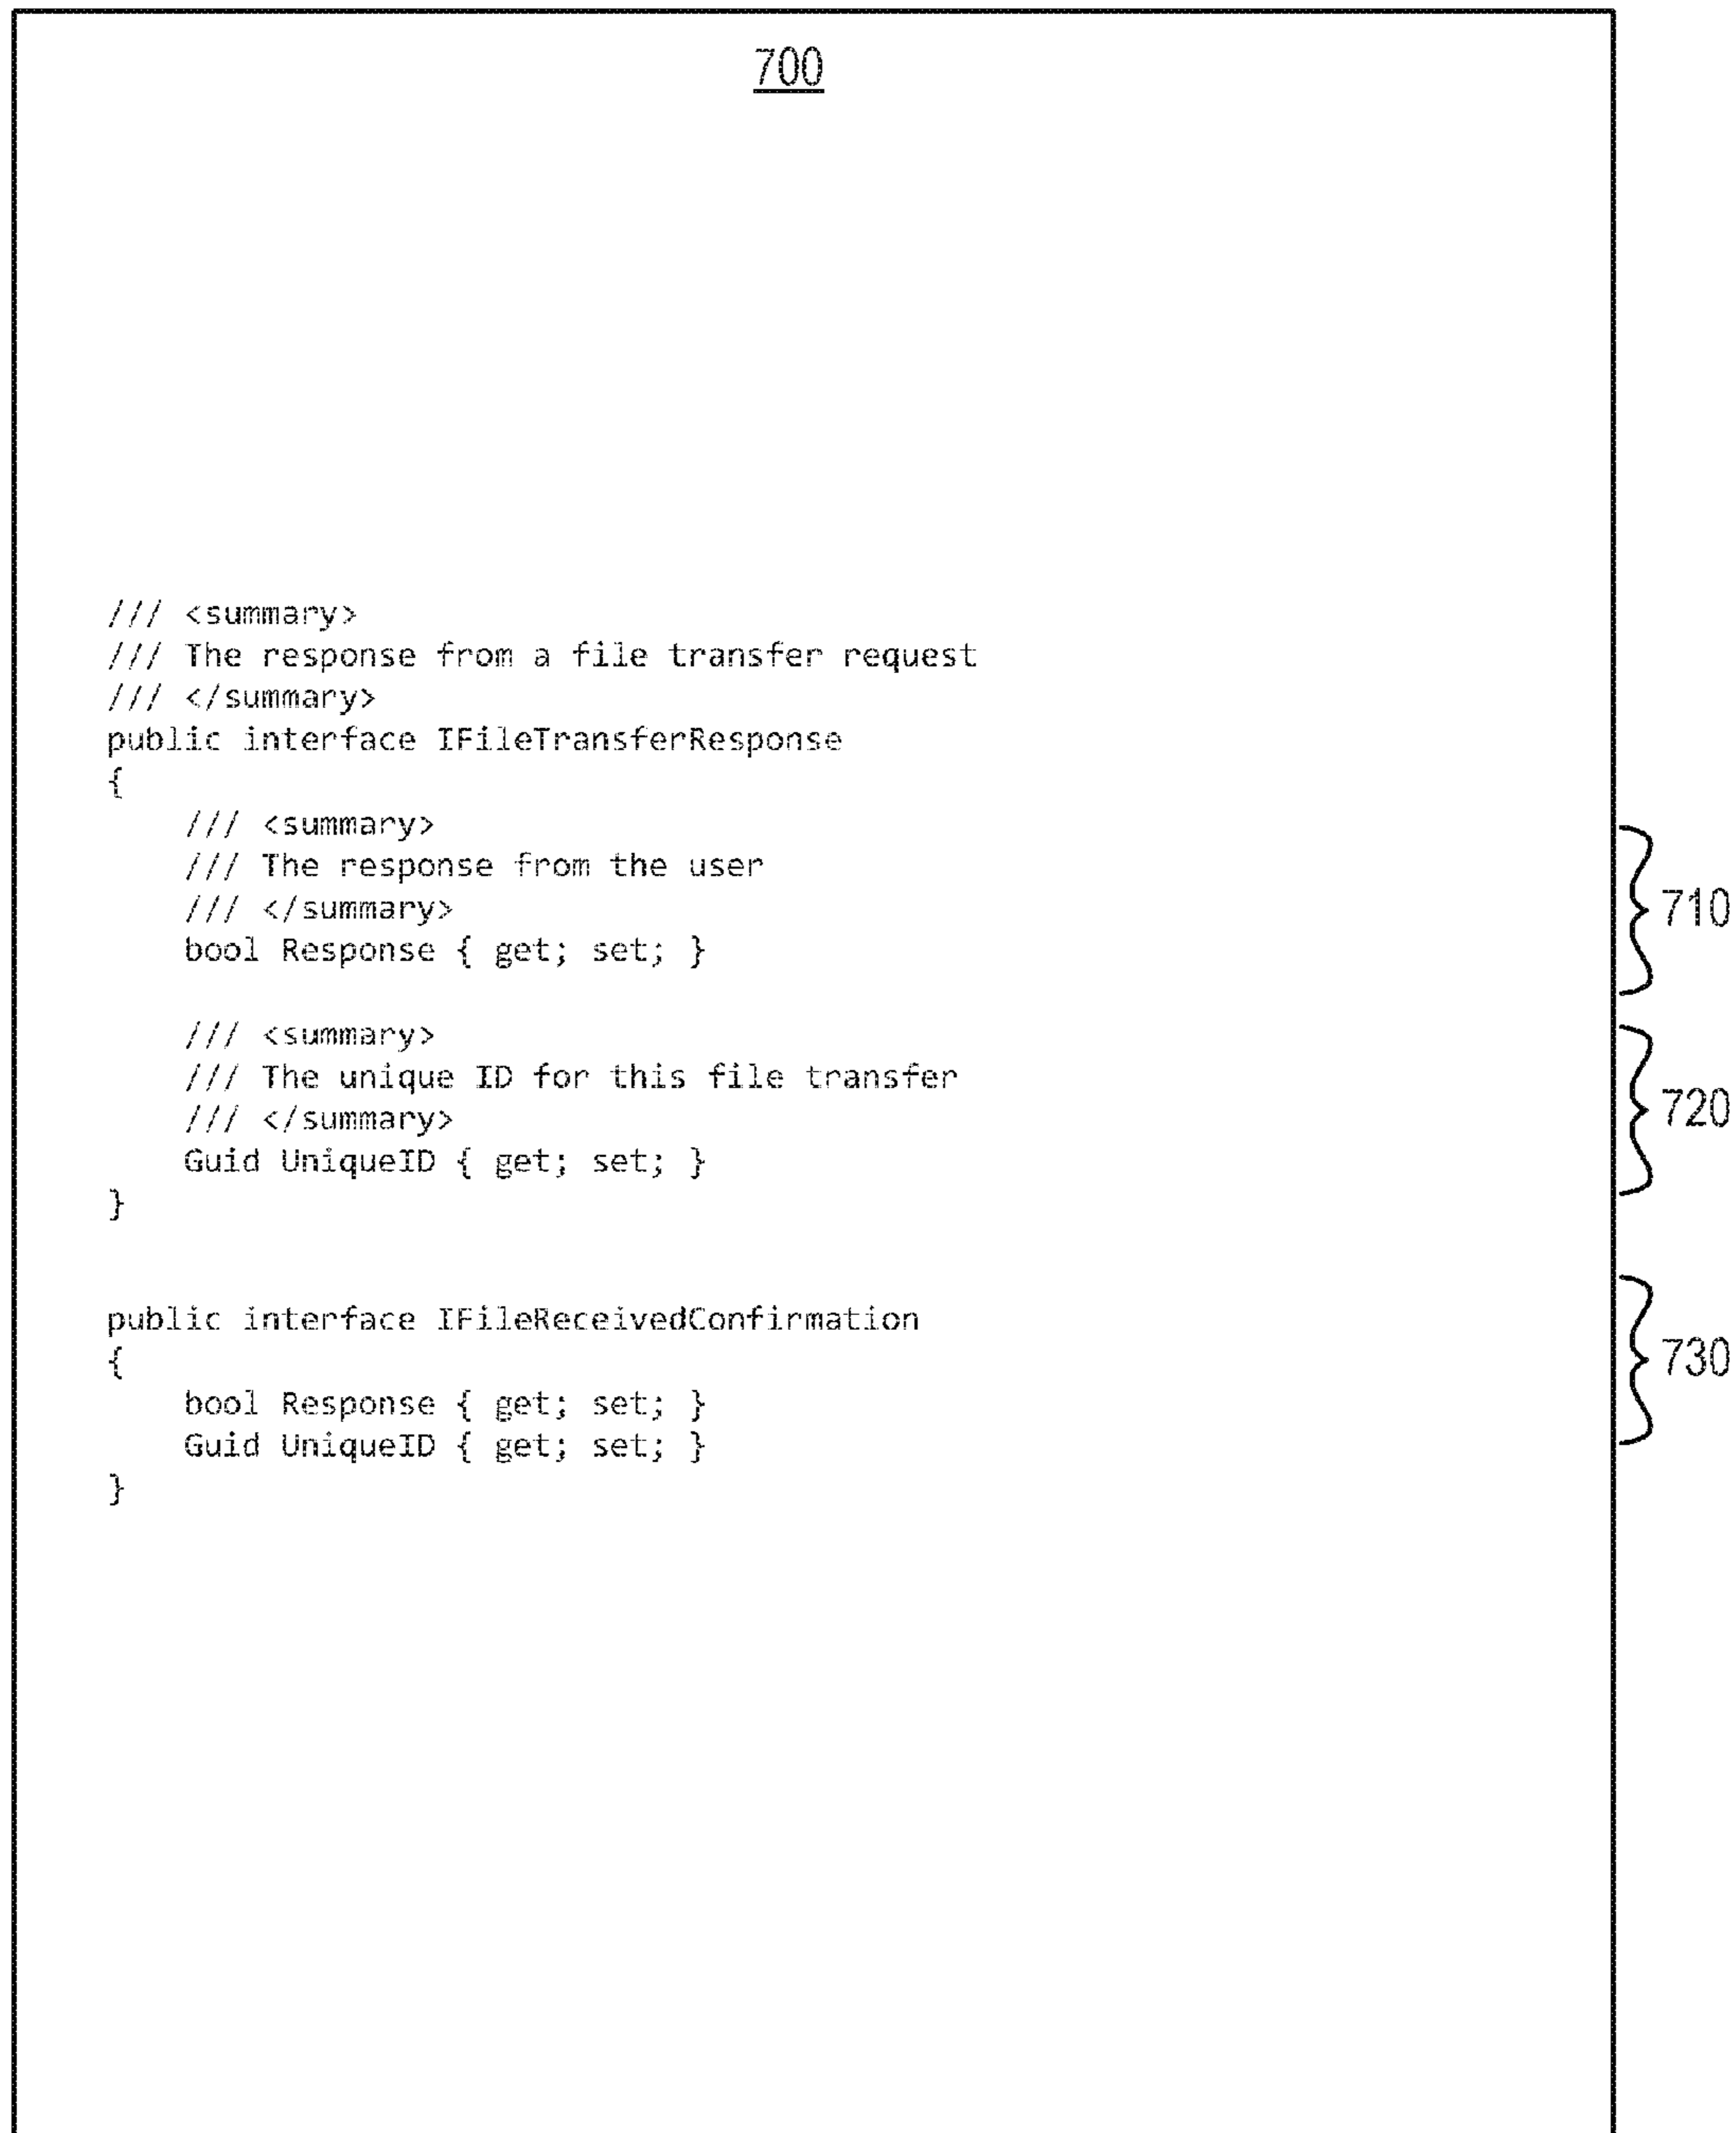 700
/// <summary>
/// The response from a file transfer request
/// </summary>
public interface IFileTransferResponse
{
    /// <summary>
    /// The response from the user
    /// </summary>
    bool Response { get; set; }
710
    /// <summary>
    /// The unique ID for this file transfer
    /// </summary>
    Guid UniqueID { get; set; }
720
}
public interface IFileReceivedConfirmation
{
    bool Response { get; set; }
    Guid UniqueID { get; set; }
730
}